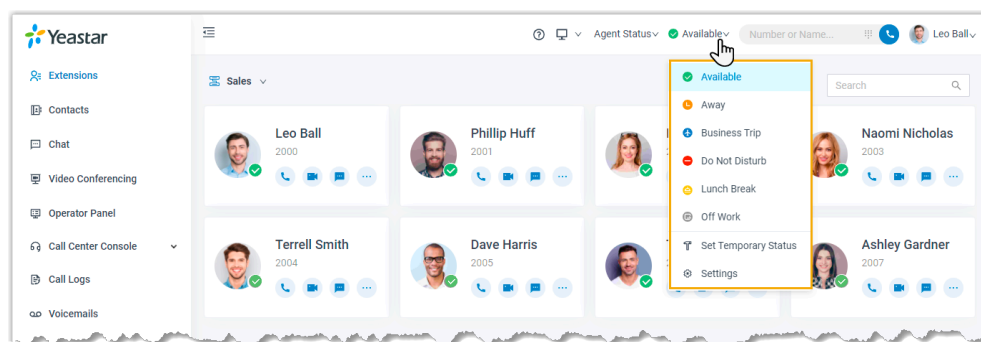 Yeastar
Agent Status
Available
Number or Name...
Leo Ball
Extensions
Contacts
Chat
Video Conferencing
Operator Panel
Call Center Console
Call Logs
Voicemails
Sales
Search
Available
Away
Business Trip
Do Not Disturb
Lunch Break
Off Work
Set Temporary Status
Settings
Leo Ball
2000
Phillip Huff
2001
Naomi Nicholas
2003
Terrell Smith
2004
Dave Harris
2005
Ashley Gardner
2007